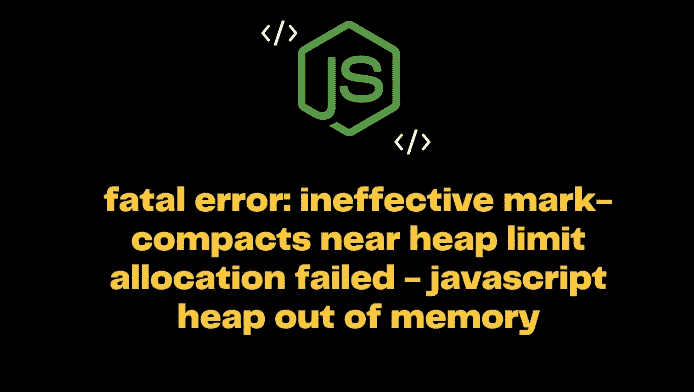 </>
JS
</>
fatal error: ineffective mark-
compacts near heap limit
allocation failed - javascript
heap out of memory